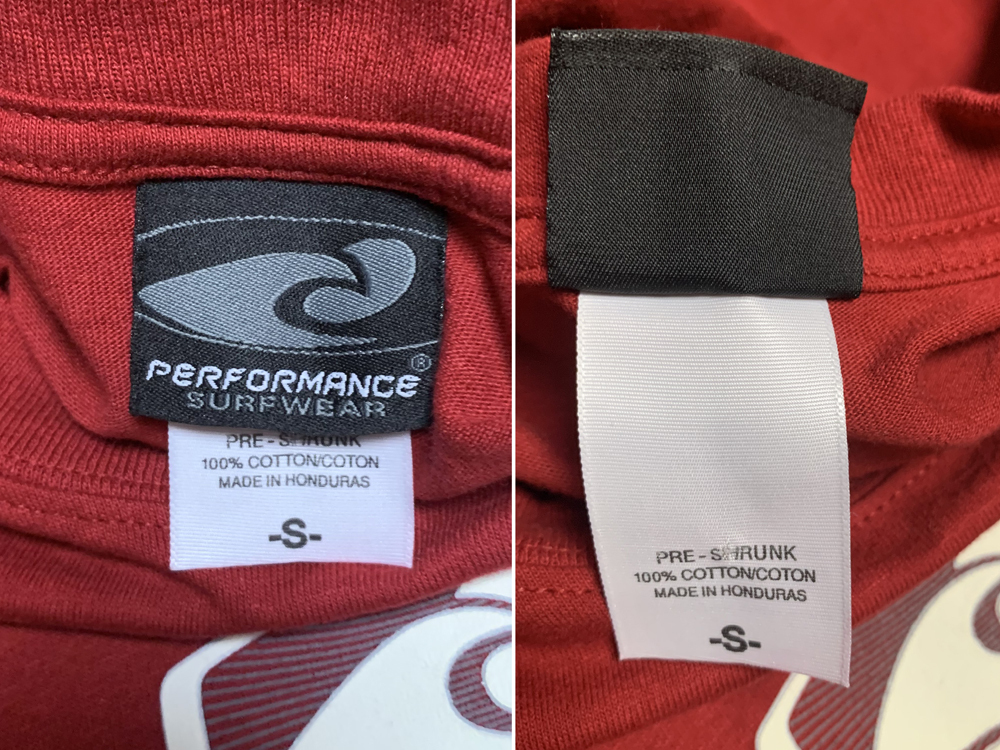 PERFORMANCE®
SURFWEAR
PRE-SHRUNK
100% COTTON/COTON
MADE IN HONDURAS
-S-
PRE-SHRUNK
100% COTTON/COTON
MADE IN HONDURAS
-S-